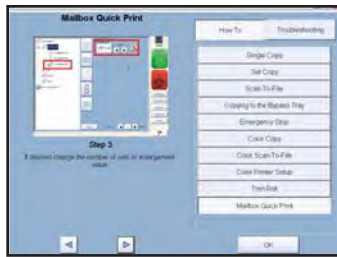 Mailbox Quick Print
How To
Troubleshooting
Single Copy
Set Copy
Scan-To-File
Copying to the Bypass Tray
Emergency Stop
Color Copy
Color Scan-To-File
Color Printer Setup
Trim Roll
Mailbox Quick Print
Step 3
If desired change the number of sets or enlargement
value.
OK